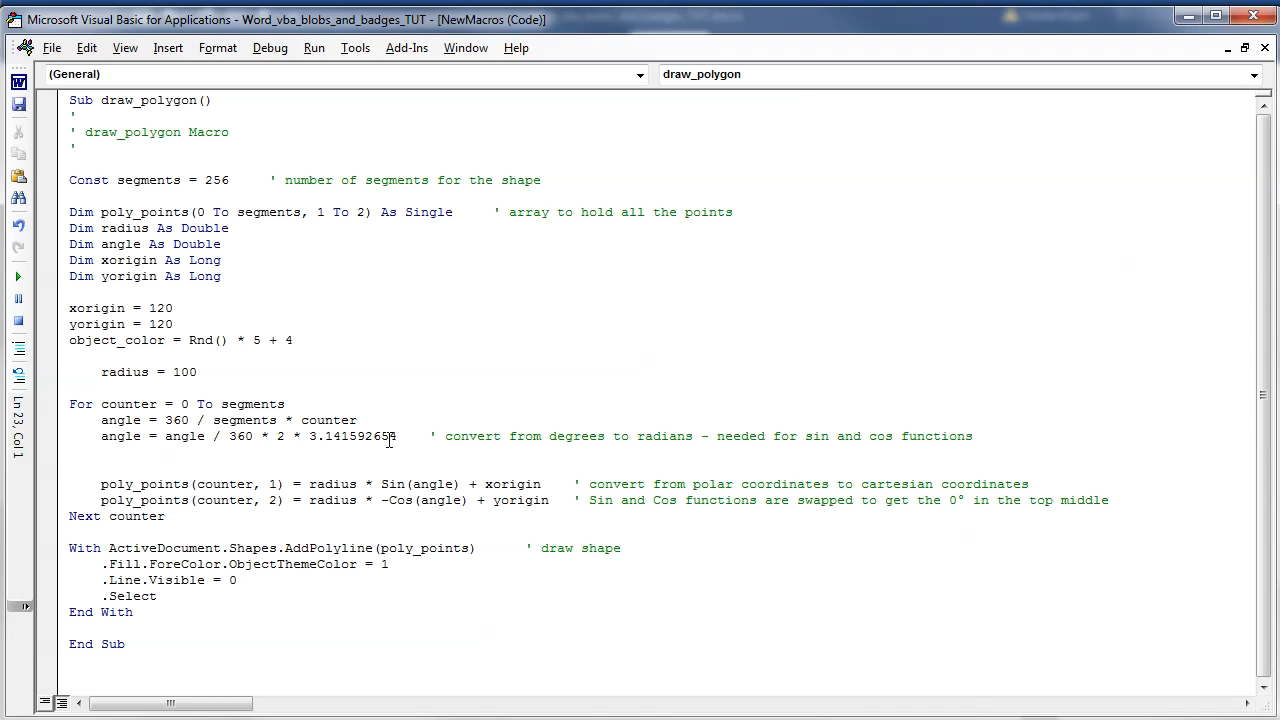 Microsoft Visual Basic for Applications - Word_vba_blobs_and_badges_TUT - [NewMacros (Code)]
File Edit View Insert Format Debug Run Tools Add-Ins Window Help
(General) draw_polygon
Sub draw_polygon()
'
' draw_polygon Macro
'
Const segments = 256 ' number of segments for the shape
Dim poly_points(0 To segments, 1 To 2) As Single ' array to hold all the points
Dim radius As Double
Dim angle As Double
Dim xorigin As Long
Dim yorigin As Long
xorigin = 120
yorigin = 120
object_color = Rnd() * 5 + 4
radius = 100
For counter = 0 To segments
angle = 360 / segments * counter
angle = angle / 360 * 2 * 3.141592654 ' convert from degrees to radians - needed for sin and cos functions
poly_points(counter, 1) = radius * Sin(angle) + xorigin ' convert from polar coordinates to cartesian coordinates
poly_points(counter, 2) = radius * -Cos(angle) + yorigin ' Sin and Cos functions are swapped to get the 0° in the top middle
Next counter
With ActiveDocument.Shapes.AddPolyline(poly_points) ' draw shape
.Fill.ForeColor.ObjectThemeColor = 1
.Line.Visible = 0
.Select
End With
End Sub
Ln 23, Col 1